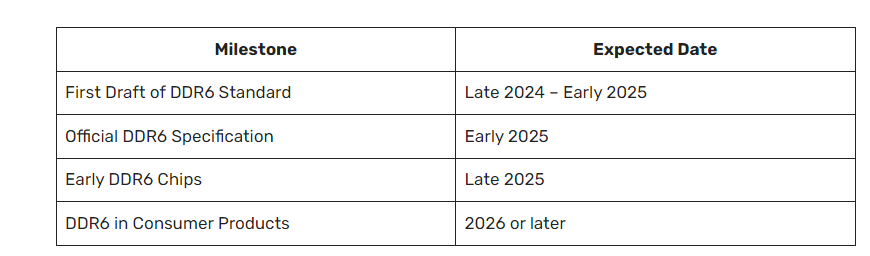 Milestone Expected Date
First Draft of DDR6 Standard Late 2024 – Early 2025
Official DDR6 Specification Early 2025
Early DDR6 Chips Late 2025
DDR6 in Consumer Products 2026 or later